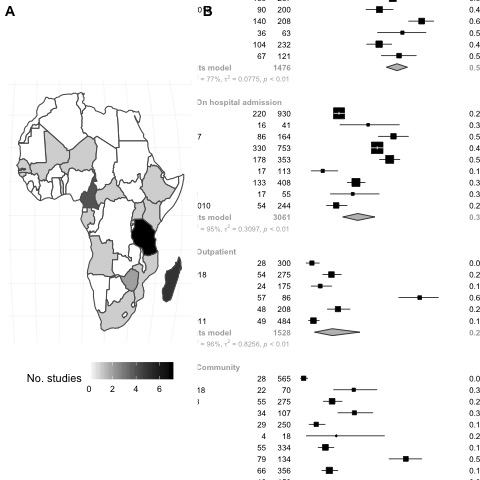 A
B
90 200 0.4
140 208 0.6
36 63 0.5
104 232 0.4
67 121 0.5
ts model 1476 0.5
= 77%, τ² = 0.0775, p < 0.01
On hospital admission
220 930 0.2
16 41 0.3
7 86 164 0.5
330 753 0.4
178 353 0.5
17 113 0.1
133 408 0.3
17 55 0.3
010 54 244 0.2
ts model 3061 0.3
= 95%, τ² = 0.3097, p < 0.01
Outpatient
28 300 0.0
18 54 275 0.2
24 175 0.1
57 86 0.6
48 208 0.2
11 49 484 0.1
ts model 1528 0.2
= 96%, τ² = 0.8256, p < 0.01
Community
28 565 0.0
18 22 70 0.3
55 275 0.2
34 107 0.3
29 250 0.1
4 18 0.2
55 334 0.1
79 134 0.5
66 356 0.1
No. studies
0 2 4 6